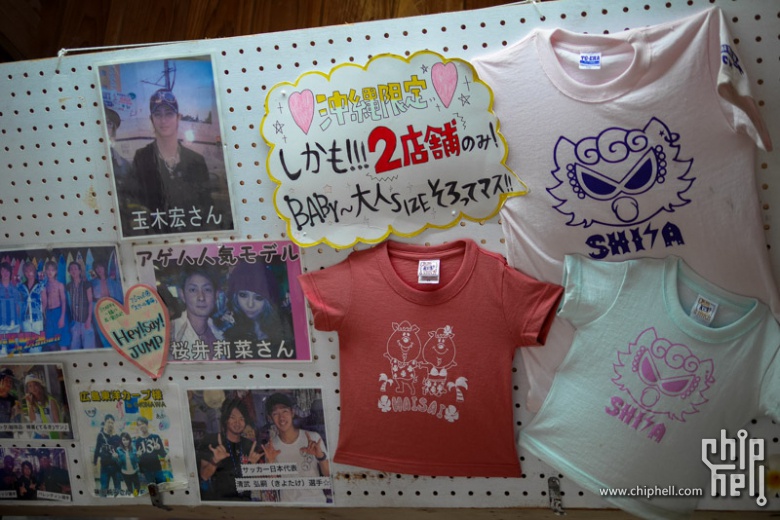 沖縄限定
しかも!!!2店舗のみ!
BABY～大人SIZEそろってマス!!
玉木宏さん
アゲ人人気モデル
桜井莉菜さん
Hey!Say!
JUMP
広島東洋カープ様
サッカー日本代表
清武 弘嗣（きよたけ）選手☆
HAISAI
SHISA
SHISA
www.chiphell.com
chip
hell